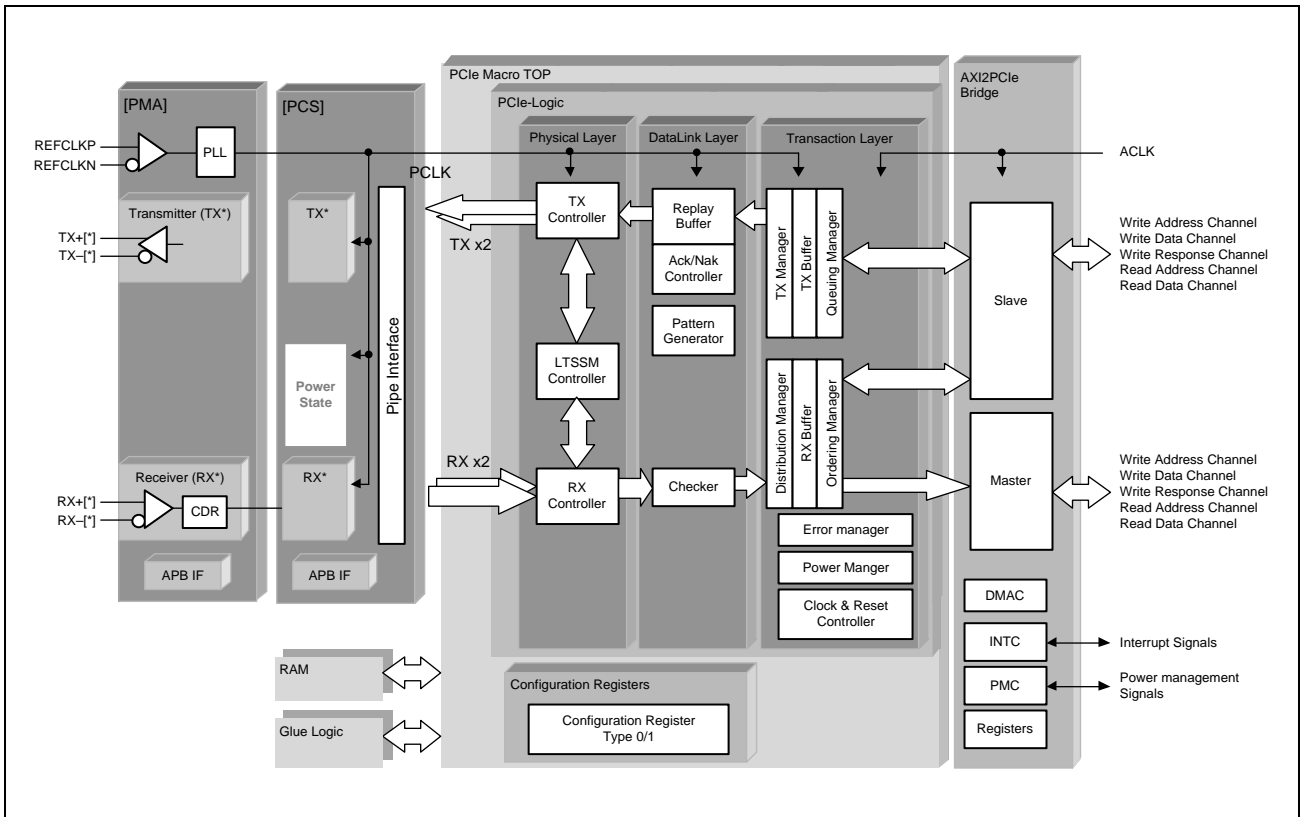 PCIe Macro TOP
AXI2PCIe
Bridge
[PMA]
[PCS]
PCIe-Logic
Physical Layer
DataLink Layer
Transaction Layer
REFCLKP
REFCLKN
PLL
ACLK
PCLK
Transmitter (TX*)
TX+[*]
TX–[*]
TX*
TX x2
TX
Controller
Replay
Buffer
Ack/Nak
Controller
Pattern
Generator
TX Manager
TX Buffer
Queuing Manager
Slave
Write Address Channel
Write Data Channel
Write Response Channel
Read Address Channel
Read Data Channel
Power
State
Pipe Interface
LTSSM
Controller
Distribution Manager
RX Buffer
Ordering Manager
Receiver (RX*)
RX+[*]
RX–[*]
CDR
RX*
RX x2
RX
Controller
Checker
Master
Write Address Channel
Write Data Channel
Write Response Channel
Read Address Channel
Read Data Channel
Error manager
Power Manger
Clock & Reset
Controller
APB IF
APB IF
DMAC
INTC
Interrupt Signals
PMC
Power management
Signals
Registers
RAM
Glue Logic
Configuration Registers
Configuration Register
Type 0/1